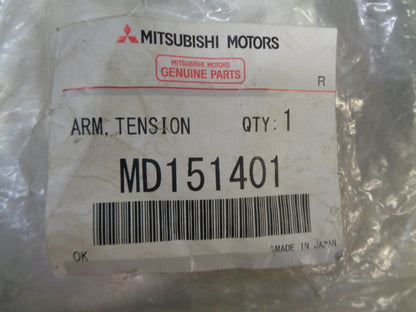 MITSUBISHI MOTORS
MITSUBISHI MOTORS
GENUINE PARTS
R
ARM, TENSION QTY: 1
MD151401
OK *MADE IN JAPAN